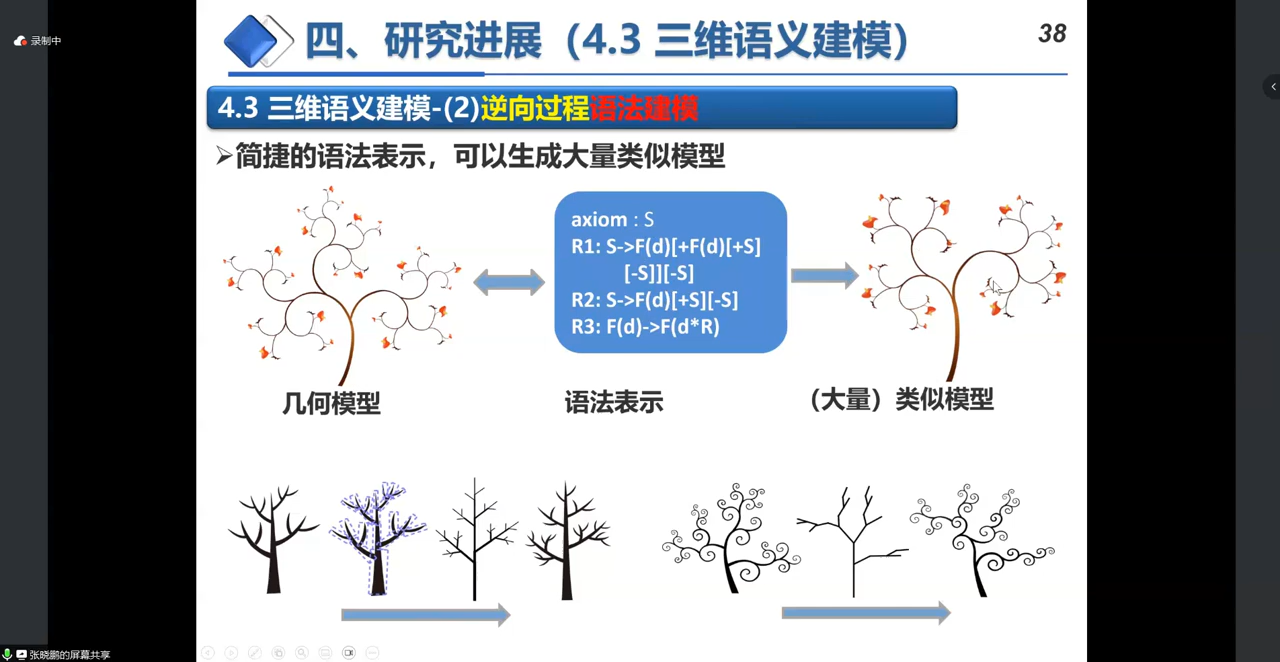 录制中
四、研究进展（4.3 三维语义建模）
38
4.3 三维语义建模-(2)逆向过程语法建模
➢简捷的语法表示，可以生成大量类似模型
axiom : S
R1: S->F(d)[+F(d)[+S]
[-S]][-S]
R2: S->F(d)[+S][-S]
R3: F(d)->F(d*R)
几何模型
语法表示
（大量）类似模型
张晓鹏的屏幕共享